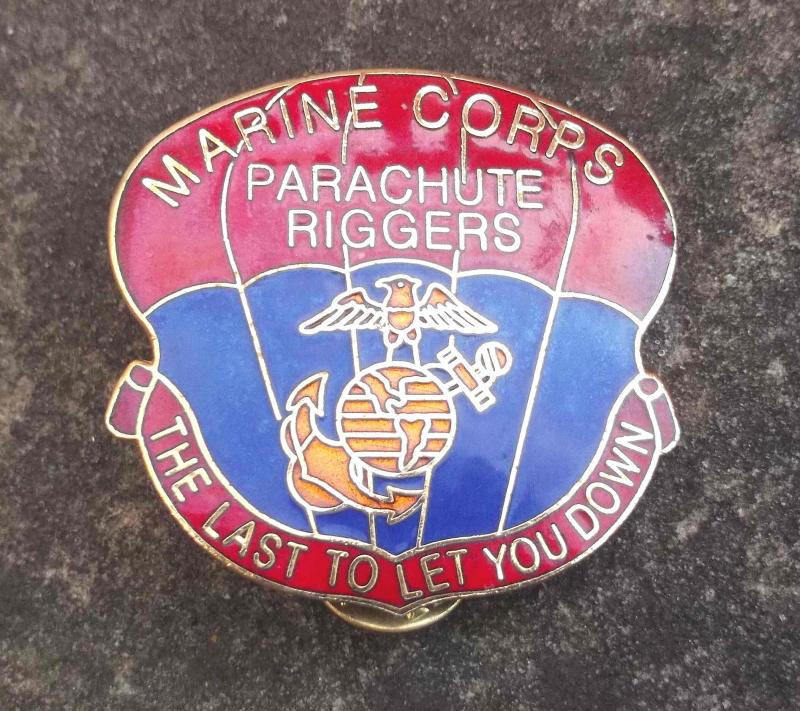 MARINE CORPS
PARACHUTE
RIGGERS
THE LAST TO LET YOU DOWN